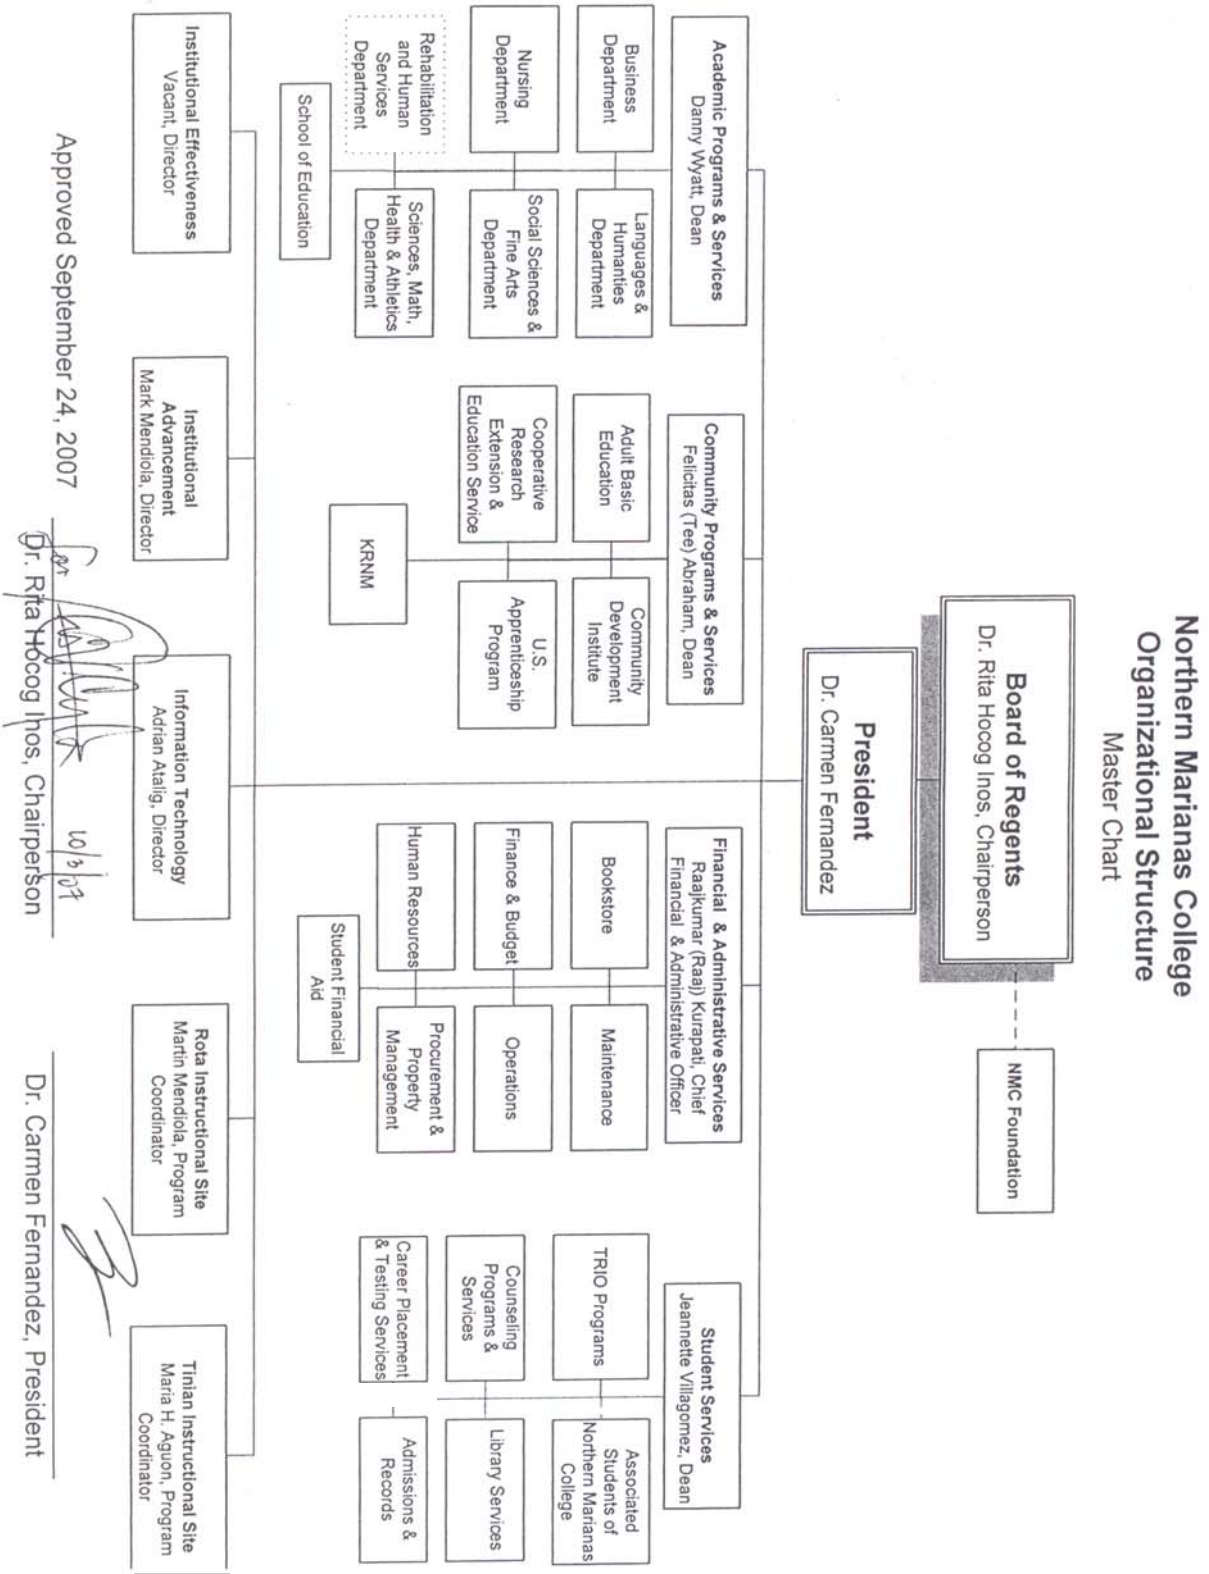 Northern Marianas College
Organizational Structure
Master Chart
Board of Regents
Dr. Rita Hocog Inos, Chairperson
NMC Foundation
President
Dr. Carmen Fernandez
Academic Programs & Services
Danny Wyatt, Dean
Business
Department
Languages &
Humanities
Department
Nursing
Department
Social Sciences &
Fine Arts
Department
Rehabilitation
and Human
Services
Department
Sciences, Math,
Health & Athletics
Department
School of Education
Community Programs & Services
Felicitas (Tee) Abraham, Dean
Adult Basic
Education
Community
Development
Institute
Cooperative
Research
Extension &
Education Service
U.S.
Apprenticeship
Program
KRNM
Financial & Administrative Services
Raajkumar (Raaj) Kurapati, Chief
Financial & Administrative Officer
Bookstore
Maintenance
Finance & Budget
Operations
Human Resources
Procurement &
Property
Management
Student Financial
Aid
Student Services
Jeannette Villagomez, Dean
TRIO Programs
Associated
Students of
Northern Marianas
College
Counseling
Programs &
Services
Library Services
Career Placement
& Testing Services
Admissions &
Records
Institutional Effectiveness
Vacant, Director
Institutional
Advancement
Mark Mendiola, Director
Information Technology
Adrian Atalig, Director
Rota Instructional Site
Martin Mendiola, Program
Coordinator
Tinian Instructional Site
Maria H. Aguon, Program
Coordinator
Approved September 24, 2007
for
10/3/07
Dr. Rita Hocog Inos, Chairperson
Dr. Carmen Fernandez, President